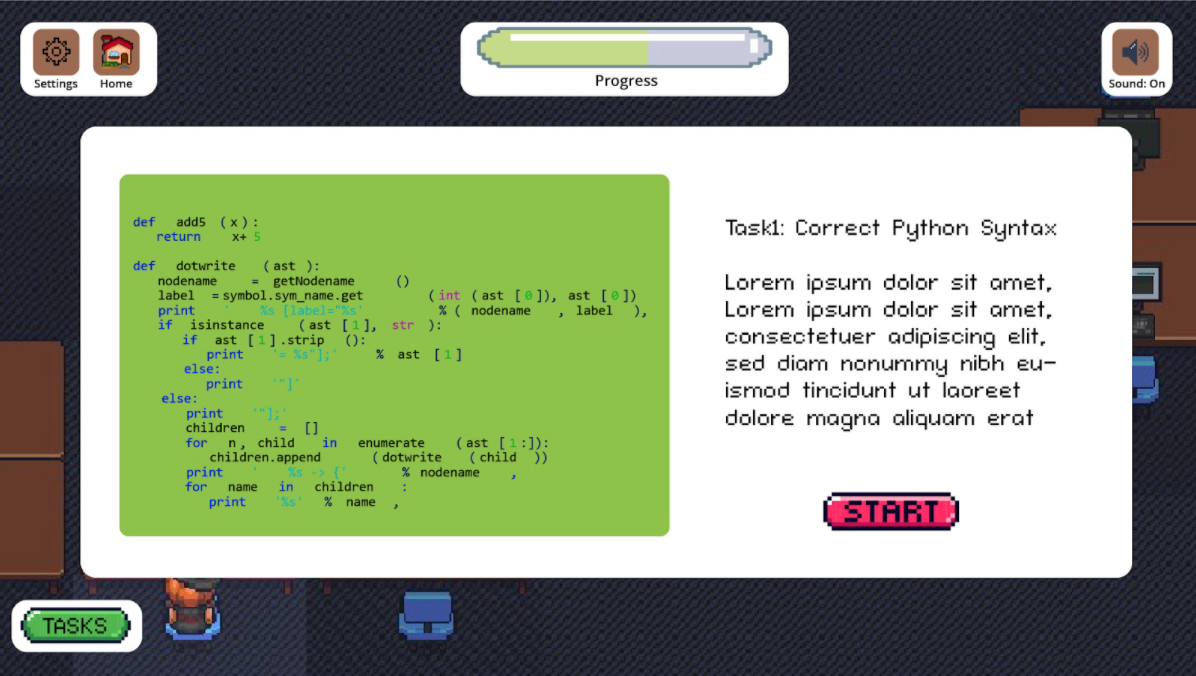 Settings
Home
Progress
Sound: On
def add5 (x):
return x+ 5
def dotwrite (ast ):
nodename = getNodename ()
label =symbol.sym_name.get (int (ast [0]), ast [0])
print ' %s [label="%s' % ( nodename , label ),
if isinstance (ast [1], str ):
if ast [1].strip ():
print '= %s"];' % ast [1]
else:
print '"]'
else:
print '"];'
children = []
for n, child in enumerate (ast [1:]):
children.append (dotwrite (child ))
print ' %s -> {' % nodename ,
for name in children :
print '%s' % name ,
Task1: Correct Python Syntax
Lorem ipsum dolor sit amet,
Lorem ipsum dolor sit amet,
consectetuer adipiscing elit,
sed diam nonummy nibh eu-
ismod tincidunt ut laoreet
dolore magna aliquam erat
START
TASKS